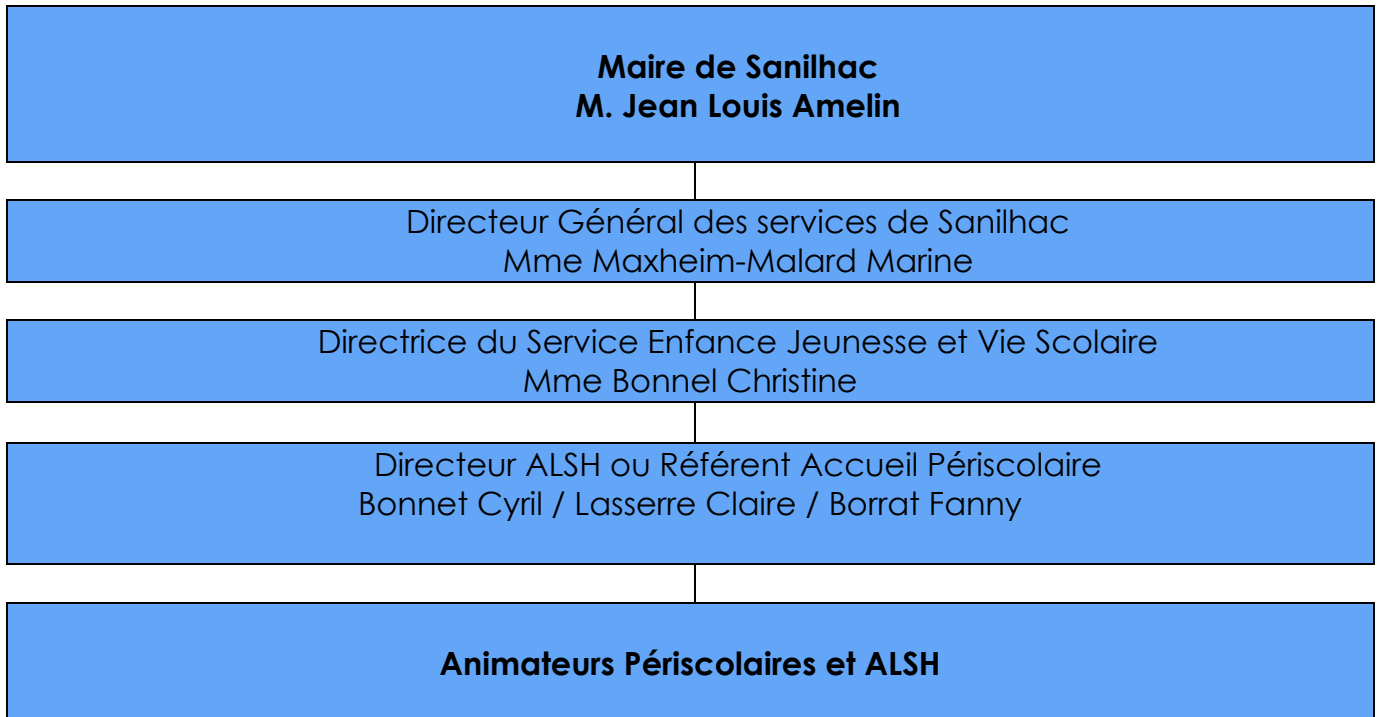 Maire de Sanilhac
M. Jean Louis Amelin
Directeur Général des services de Sanilhac
Mme Maxheim-Malard Marine
Directrice du Service Enfance Jeunesse et Vie Scolaire
Mme Bonnel Christine
Directeur ALSH ou Référent Accueil Périscolaire
Bonnet Cyril / Lasserre Claire / Borrat Fanny
Animateurs Périscolaires et ALSH